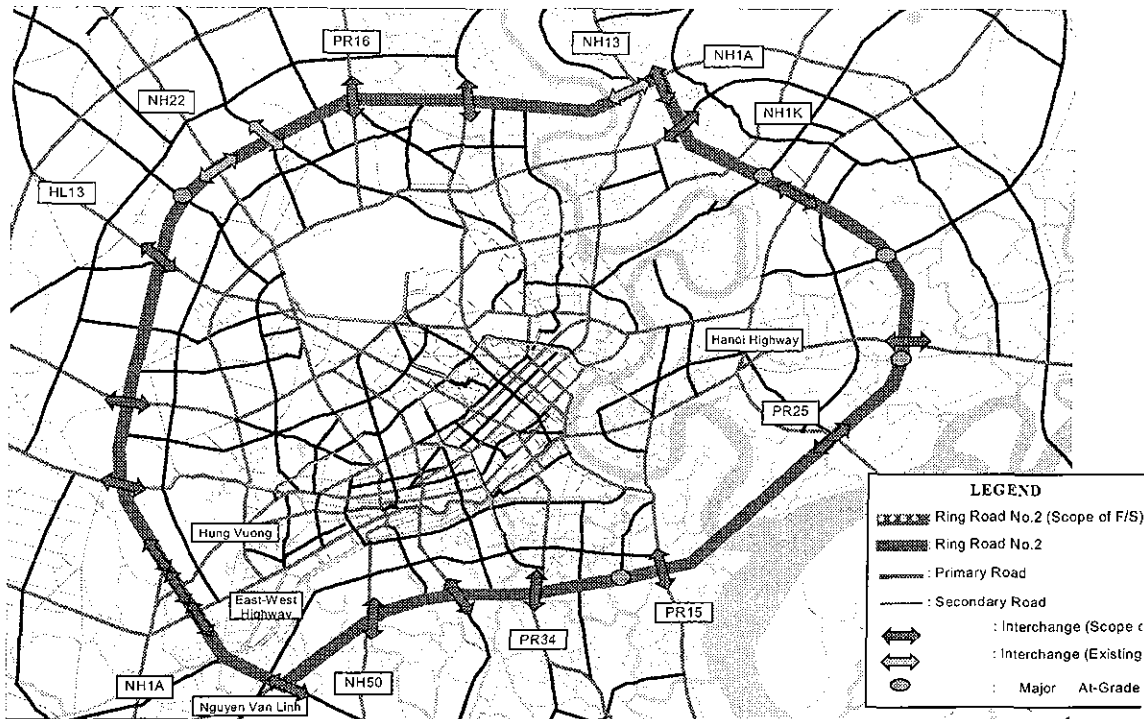 PR16
NH13
NH1A
NH22
NH1K
HL13
Hanoi Highway
PR25
Hung Vuong
East-West
Highway
PR15
PR34
NH1A
NH50
Nguyen Van Linh
LEGEND
Ring Road No.2 (Scope of F/S)
Ring Road No.2
: Primary Road
: Secondary Road
: Interchange (Scope
: Interchange (Existing
: Major At-Grade